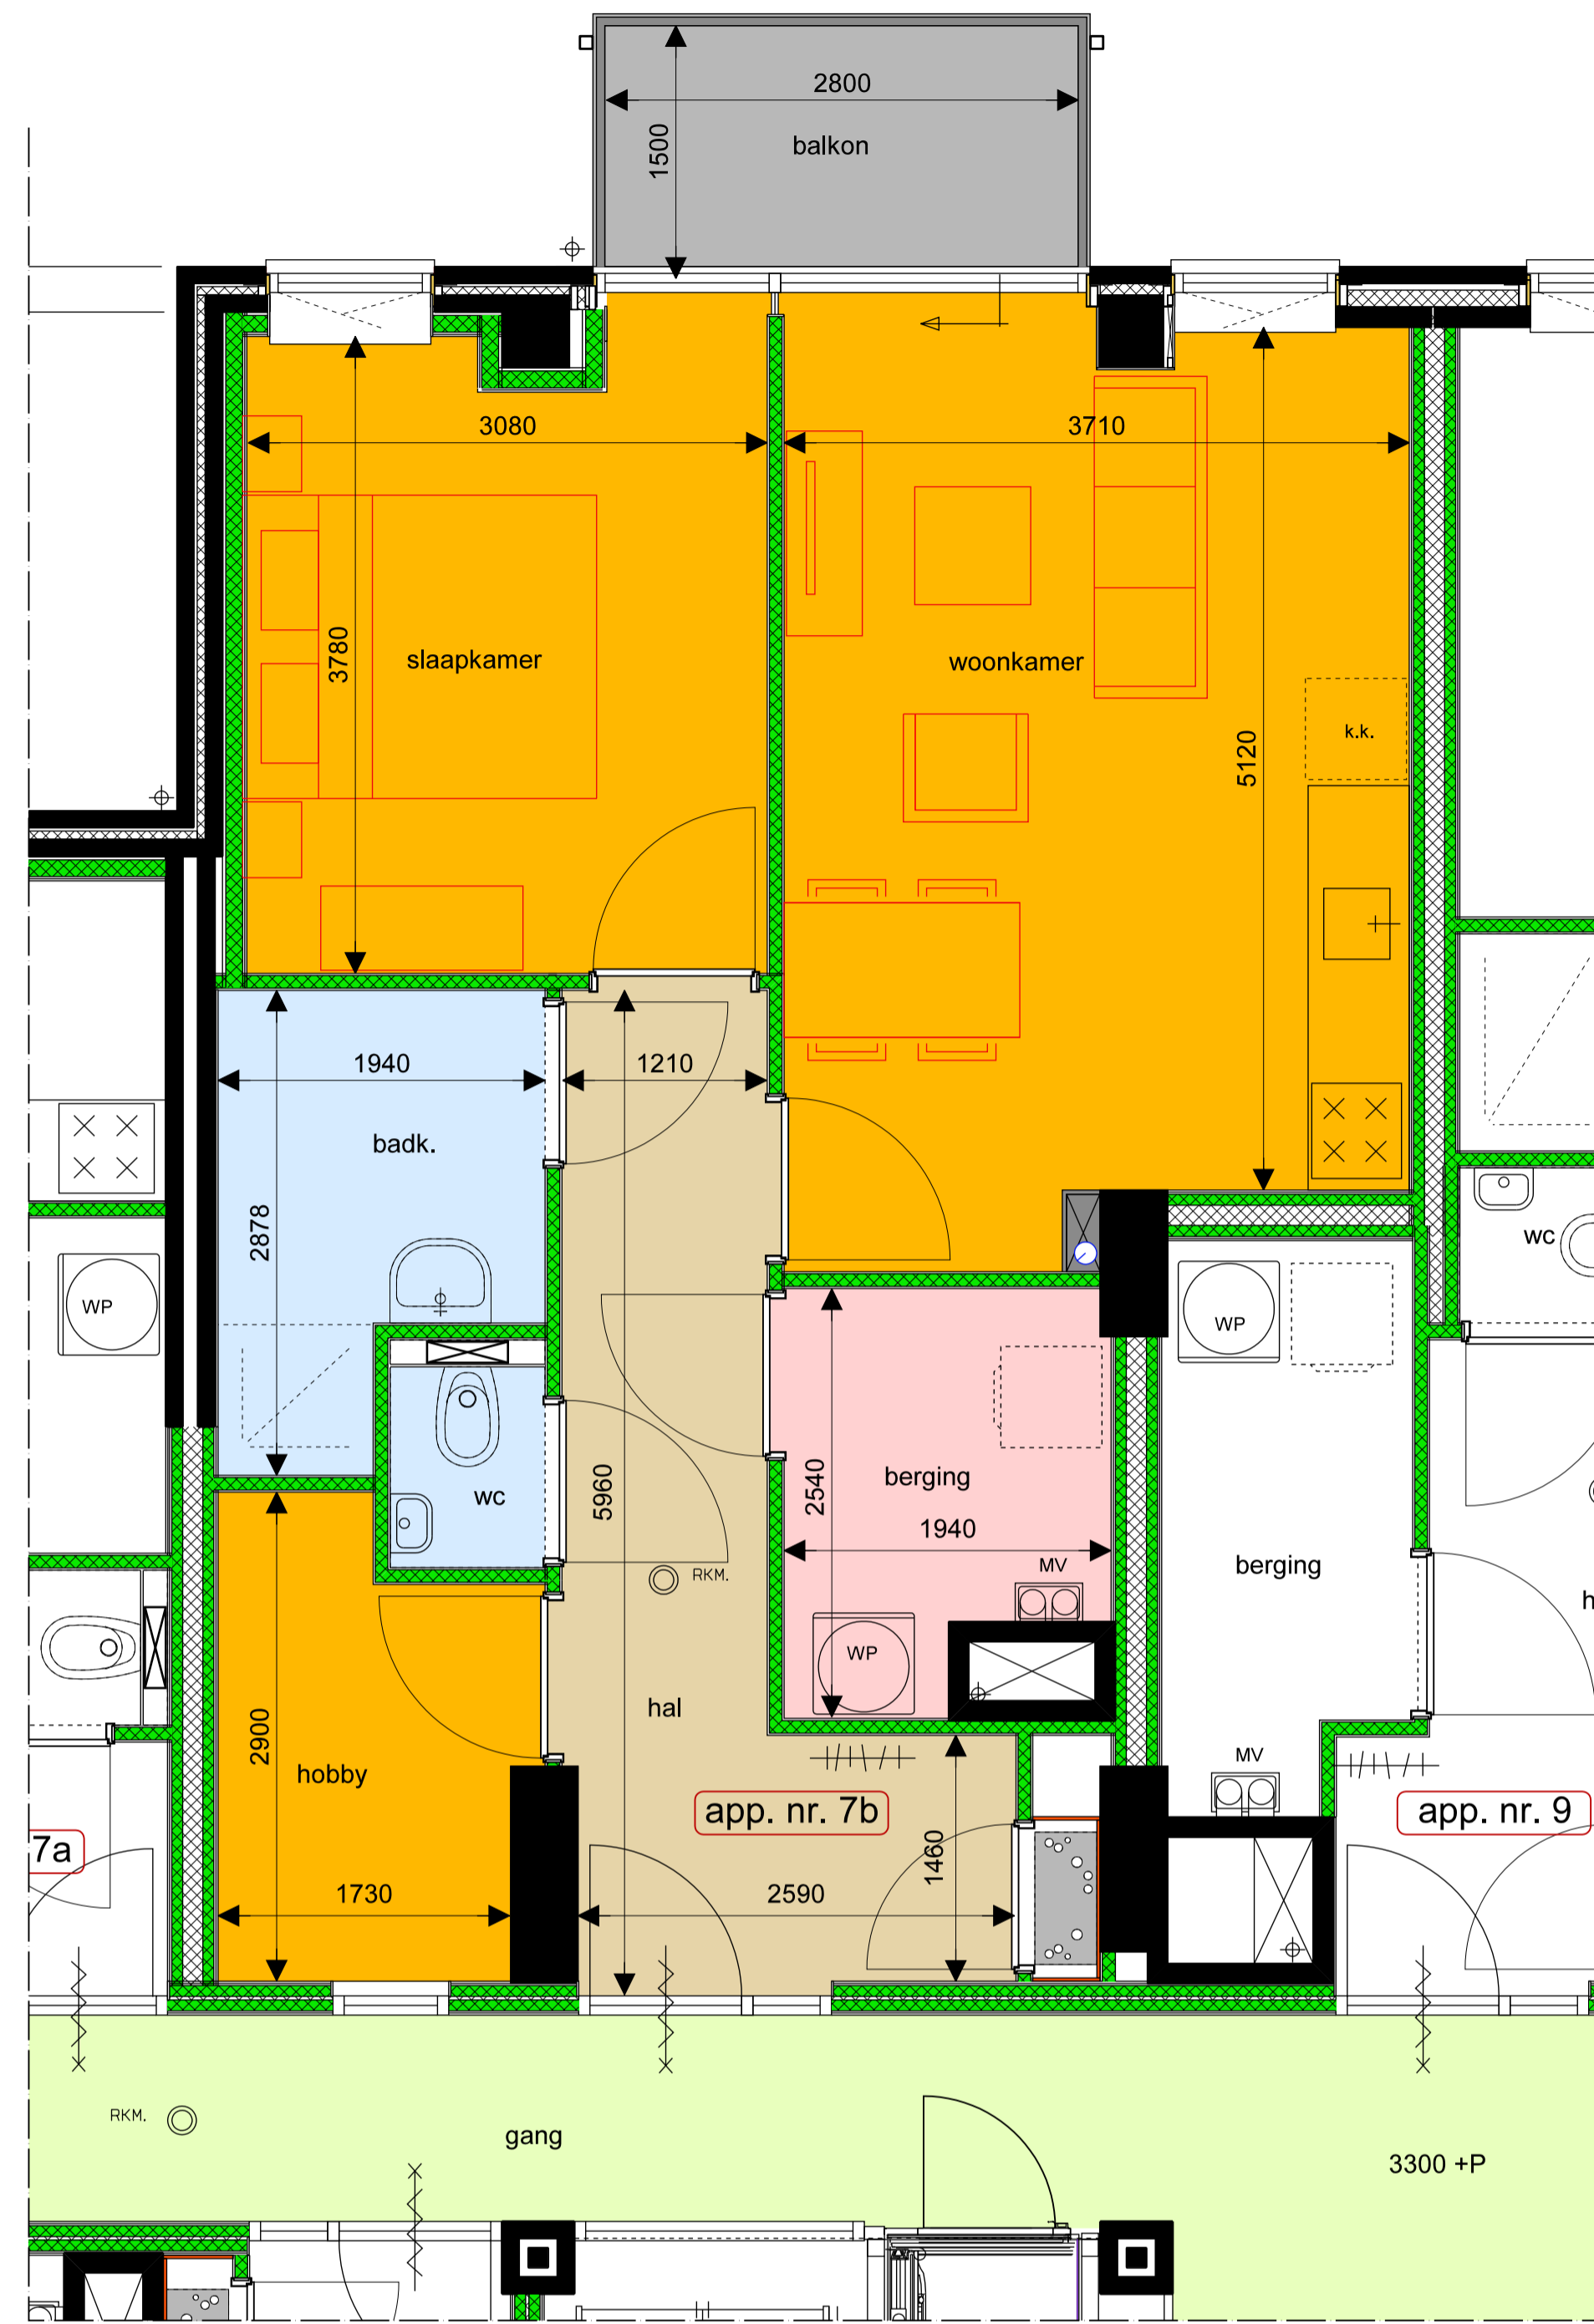 2800
1500
balkon
3080
3710
3780
slaapkamer
woonkamer
k.k.
5120
1940
1210
badk.
2878
wc
WP
WP
wc
5960
2540
berging
1940
RKM.
MV
berging
WP
hal
2900
hobby
MV
app. nr. 7b
app. nr. 9
7a
1460
1730
2590
h
RKM.
gang
3300 +P